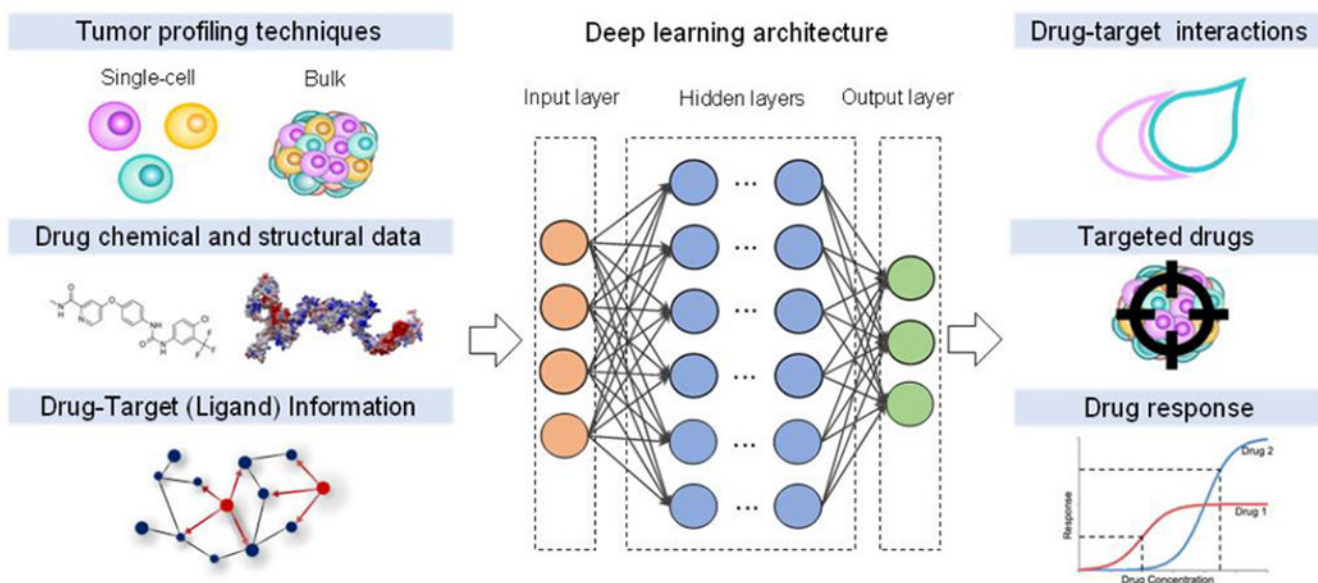 Tumor profiling techniques
Single-cell
Bulk
Drug chemical and structural data
O
N
H
N
O
NH
O
N
H
Cl
F
F
F
Drug-Target (Ligand) Information
Deep learning architecture
Input layer
Hidden layers
Output layer
...
...
...
...
...
...
Drug-target interactions
Targeted drugs
Drug response
Response
Drug 2
Drug 1
Drug Concentration